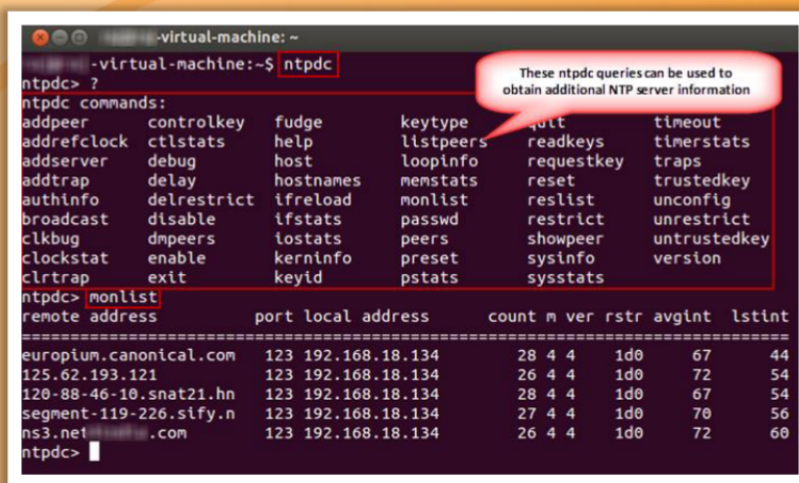 -virtual-machine: ~
-virtual-machine:~$ ntpdc
These ntpdc queries can be used to
obtain additional NTP server information
ntpdc> ?
ntpdc commands:
addpeer controlkey fudge keytype quit timeout
addrefclock ctlstats help listpeers readkeys timerstats
addserver debug host loopinfo requestkey traps
addtrap delay hostnames memstats reset trustedkey
authinfo delrestrict ifreload monlist reslist unconfig
broadcast disable ifstats passwd restrict unrestrict
clkbug dmpeers iostats peers showpeer untrustedkey
clockstat enable kerninfo preset sysinfo version
clrtrap exit keyid pstats sysstats
ntpdc> monlist
remote address port local address count m ver rstr avgint lstint
===============================================================================
europium.canonical.com 123 192.168.18.134 28 4 4 1d0 67 44
125.62.193.121 123 192.168.18.134 26 4 4 1d0 72 54
120-88-46-10.snat21.hn 123 192.168.18.134 28 4 4 1d0 67 54
segment-119-226.sify.n 123 192.168.18.134 27 4 4 1d0 70 56
ns3.net .com 123 192.168.18.134 26 4 4 1d0 72 60
ntpdc>